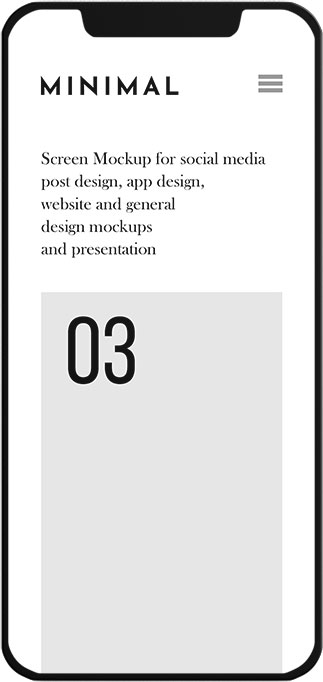 MINIMAL
Screen Mockup for social media
post design, app design,
website and general
design mockups
and presentation
03